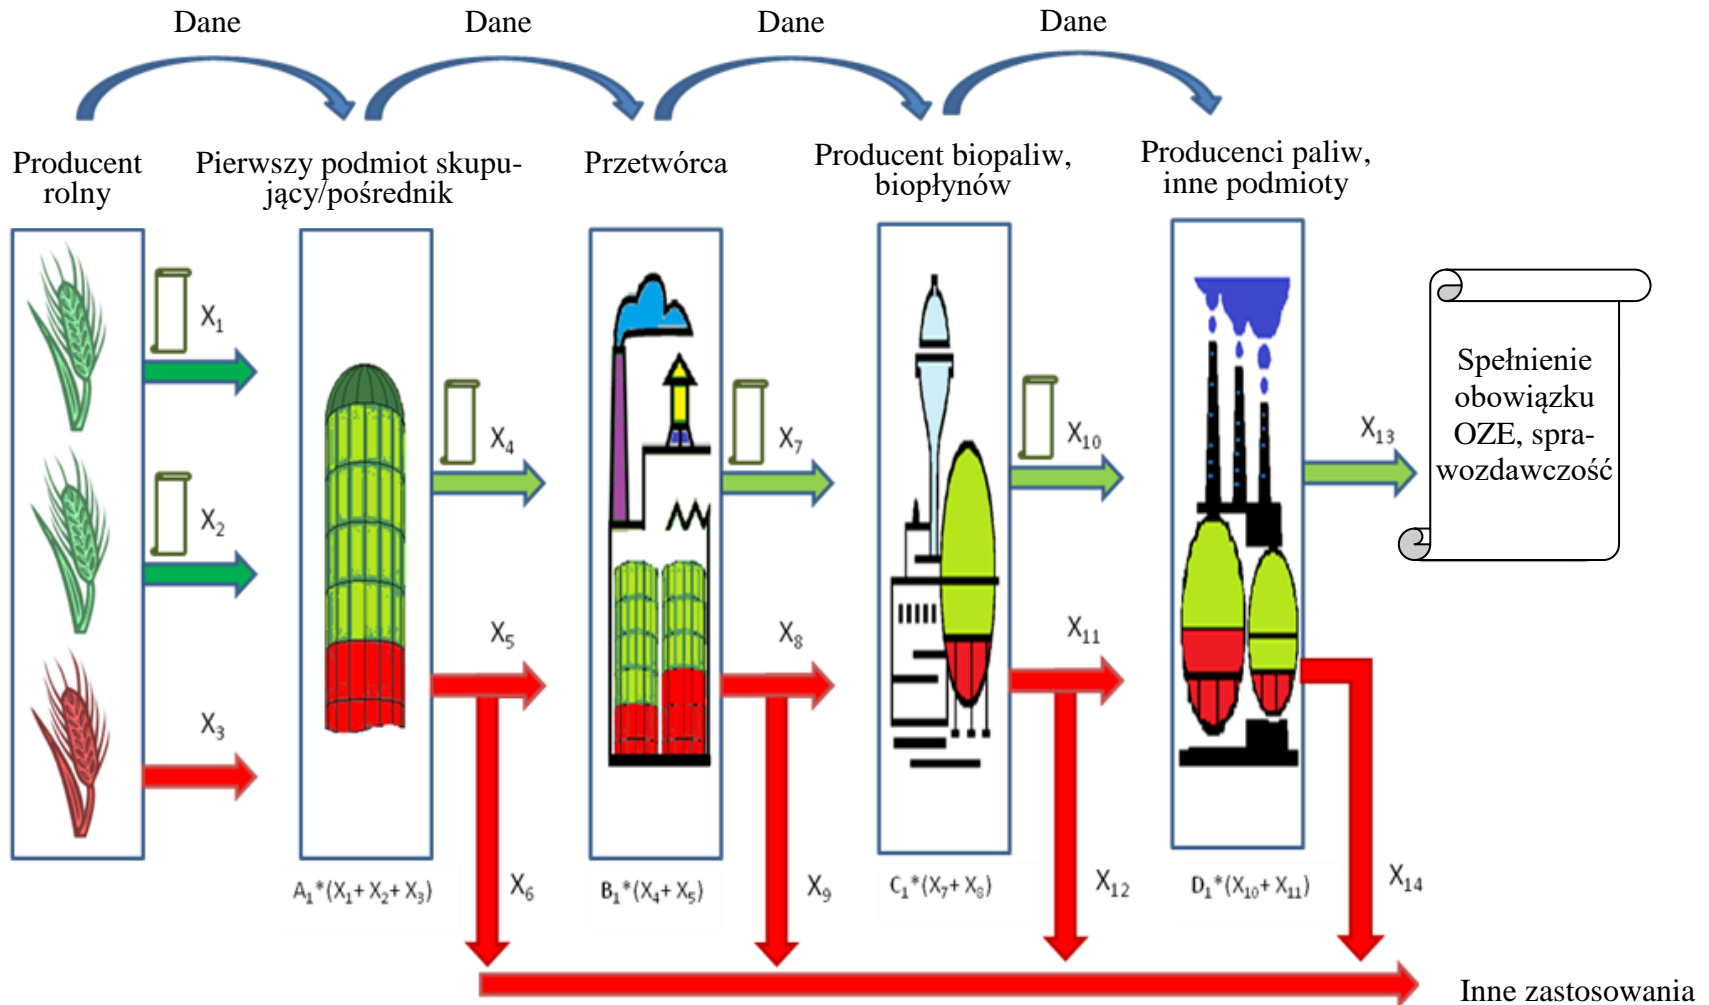 Dane
Dane
Dane
Dane
Producent
rolny
Pierwszy podmiot skupu-
jący/pośrednik
Przetwórca
Producent biopaliw,
biopłynów
Producenci paliw,
inne podmioty
X₁
X₂
X₃
X₄
X₅
X₆
X₇
X₈
X₉
X₁₀
X₁₁
X₁₂
X₁₃
X₁₄
Spełnienie
obowiązku
OZE, spra-
wozdawczość
A₁*(X₁+ X₂+ X₃)
B₁*(X₄+ X₅)
C₁*(X₇+ X₈)
D₁*(X₁₀+ X₁₁)
Inne zastosowania